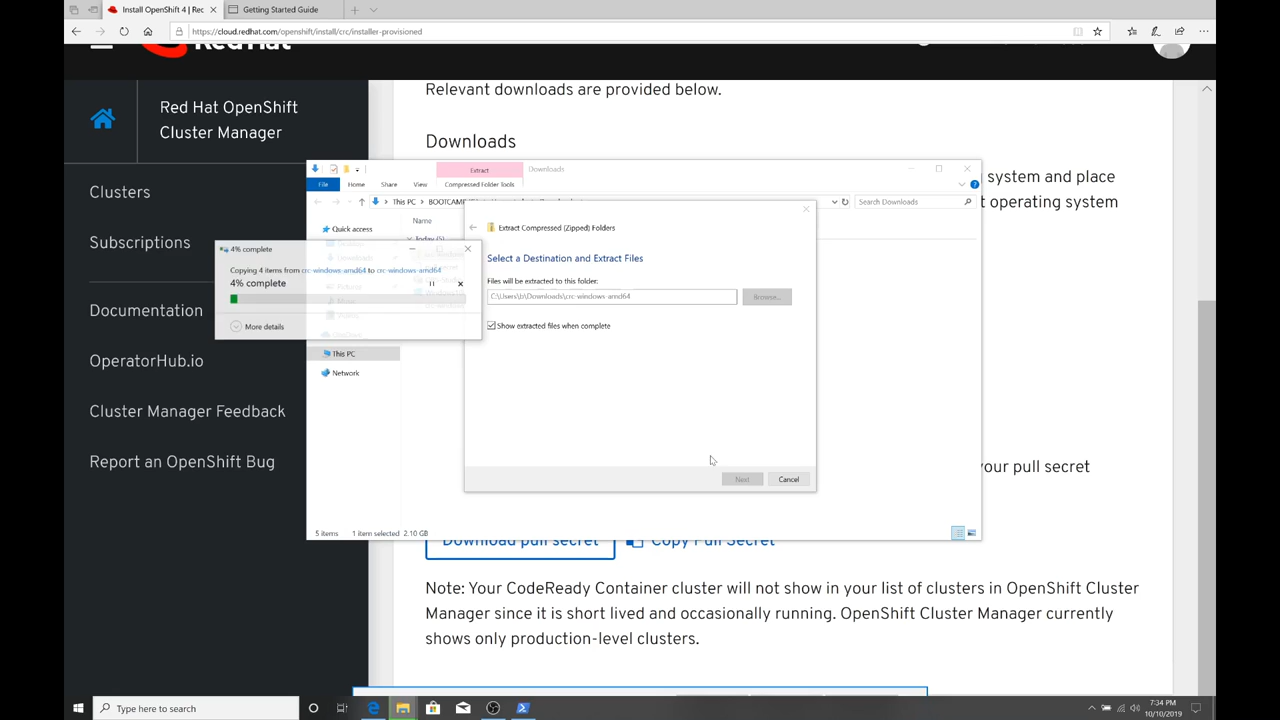 Install OpenShift 4 | Rec
Getting Started Guide
https://cloud.redhat.com/openshift/install/crc/installer-provisioned
Red Hat
Relevant downloads are provided below.
Red Hat OpenShift
Cluster Manager
Downloads
Extract
Downloads
system and place
File
Home
Share
View
Compressed Folder Tools
This PC
Search Downloads
operating system
Clusters
Name
Quick access
Extract Compressed (Zipped) Folders
Subscriptions
4% complete
Select a Destination and Extract Files
Copying 4 items from crc-windows-amd64 to crc-windows-amd64
4% complete
Files will be extracted to this folder:
C:\Users\b\Downloads\crc-windows-amd64
Browse...
Documentation
More details
Show extracted files when complete
This PC
OperatorHub.io
Network
Cluster Manager Feedback
Report an OpenShift Bug
your pull secret
Next
Cancel
5 items
1 item selected 2.10 GB
Download pull secret
Copy Pull Secret
Note: Your CodeReady Container cluster will not show in your list of clusters in OpenShift Cluster
Manager since it is short lived and occasionally running. OpenShift Cluster Manager currently
shows only production-level clusters.
Type here to search
7:34 PM
10/10/2019